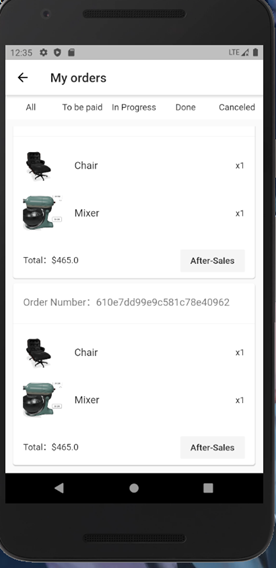 12:35 LTE
My orders
All To be paid In Progress Done Canceled
Chair x1
Mixer x1
Total: $465.0 After-Sales
Order Number: 610e7dd99e9c581c78e40962
Chair x1
Mixer x1
Total: $465.0 After-Sales